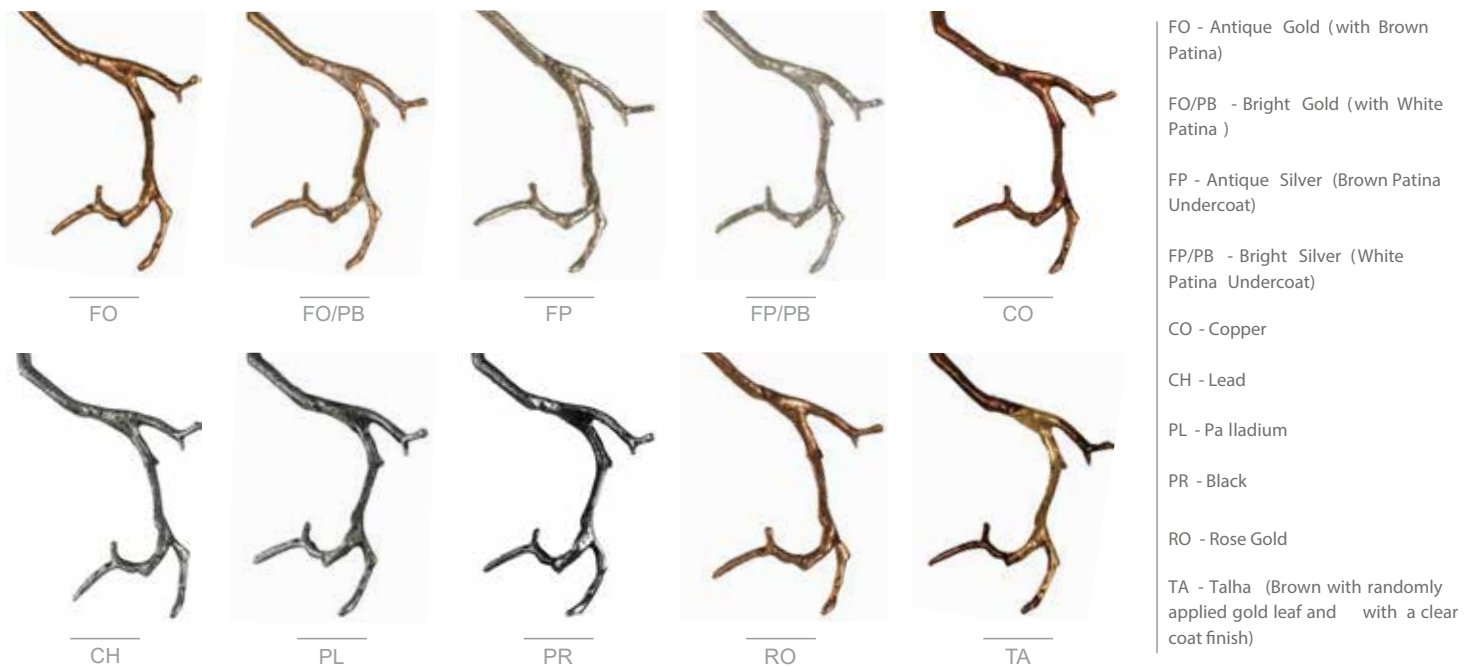 FO
FO/PB
FP
FP/PB
CO
CH
PL
PR
RO
TA
FO - Antique Gold (with Brown
Patina)
FO/PB - Bright Gold (with White
Patina )
FP - Antique Silver (Brown Patina
Undercoat)
FP/PB - Bright Silver (White
Patina Undercoat)
CO - Copper
CH - Lead
PL - Pa lladium
PR - Black
RO - Rose Gold
TA - Talha (Brown with randomly
applied gold leaf and with a clear
coat finish)